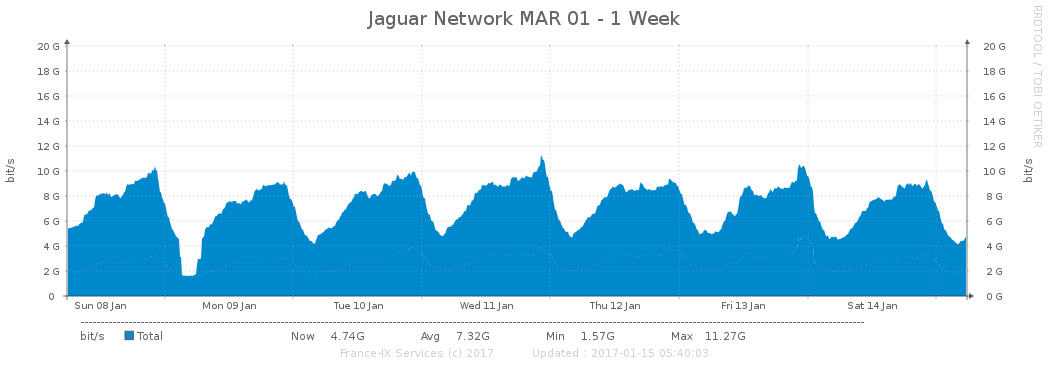 Jaguar Network MAR 01 - 1 Week
RRDTOOL / TOBI OETIKER
bit/s
bit/s
20 G 20 G
18 G 18 G
16 G 16 G
14 G 14 G
12 G 12 G
10 G 10 G
8 G 8 G
6 G 6 G
4 G 4 G
2 G 2 G
0 0 G
Sun 08 Jan Mon 09 Jan Tue 10 Jan Wed 11 Jan Thu 12 Jan Fri 13 Jan Sat 14 Jan
bit/s Total Now 4.74G Avg 7.32G Min 1.57G Max 11.27G
France-IX Services (c) 2017 Updated : 2017-01-15 05:40:03